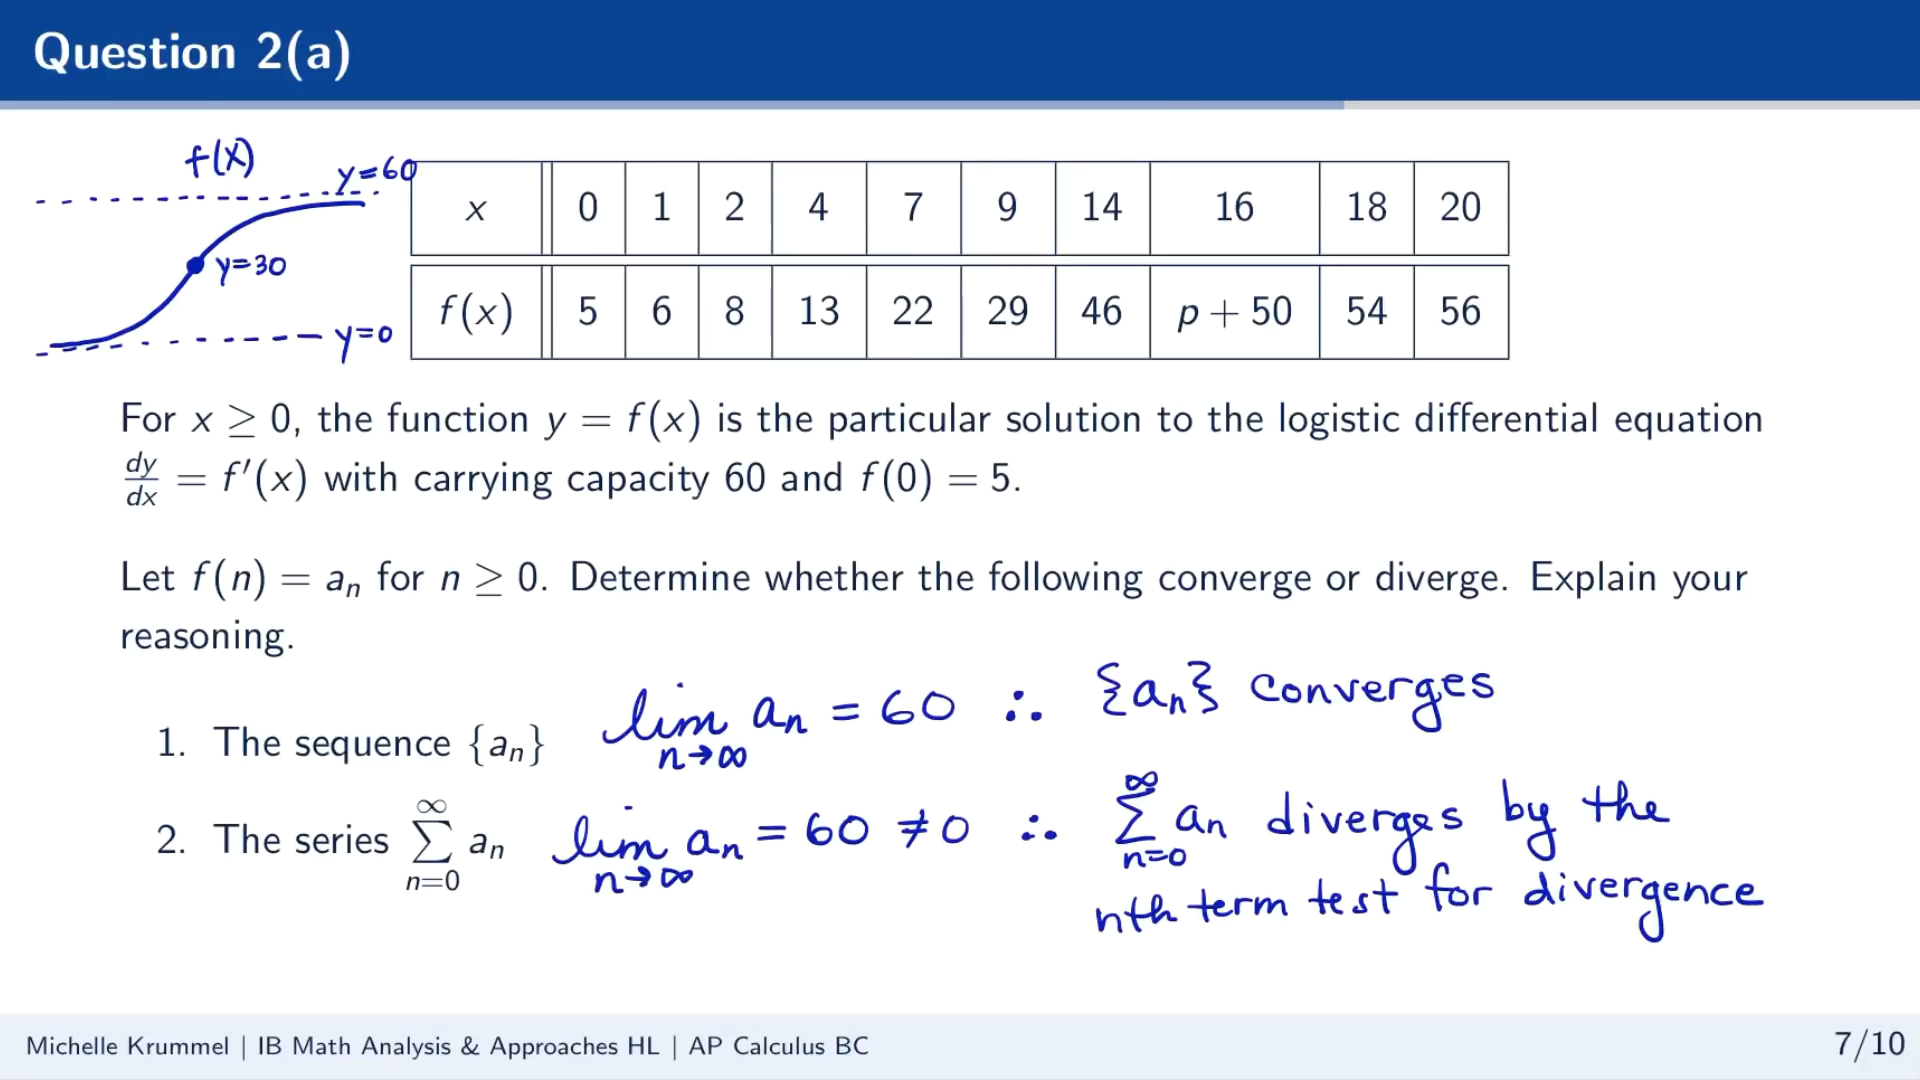 Question 2(a)
f(x)
y=60
y=30
y=0
x 0 1 2 4 7 9 14 16 18 20
f(x) 5 6 8 13 22 29 46 p + 50 54 56
For x ≥ 0, the function y = f(x) is the particular solution to the logistic differential equation
dy/dx = f′(x) with carrying capacity 60 and f(0) = 5.
Let f(n) = aₙ for n ≥ 0. Determine whether the following converge or diverge. Explain your
reasoning.
1. The sequence {aₙ} lim n→∞ aₙ = 60 ∴ {aₙ} converges
2. The series ∑ n=0 ∞ aₙ lim n→∞ aₙ = 60 ≠ 0 ∴ ∑ n=0 ∞ aₙ diverges by the
nth term test for divergence
Michelle Krummel | IB Math Analysis & Approaches HL | AP Calculus BC
7/10